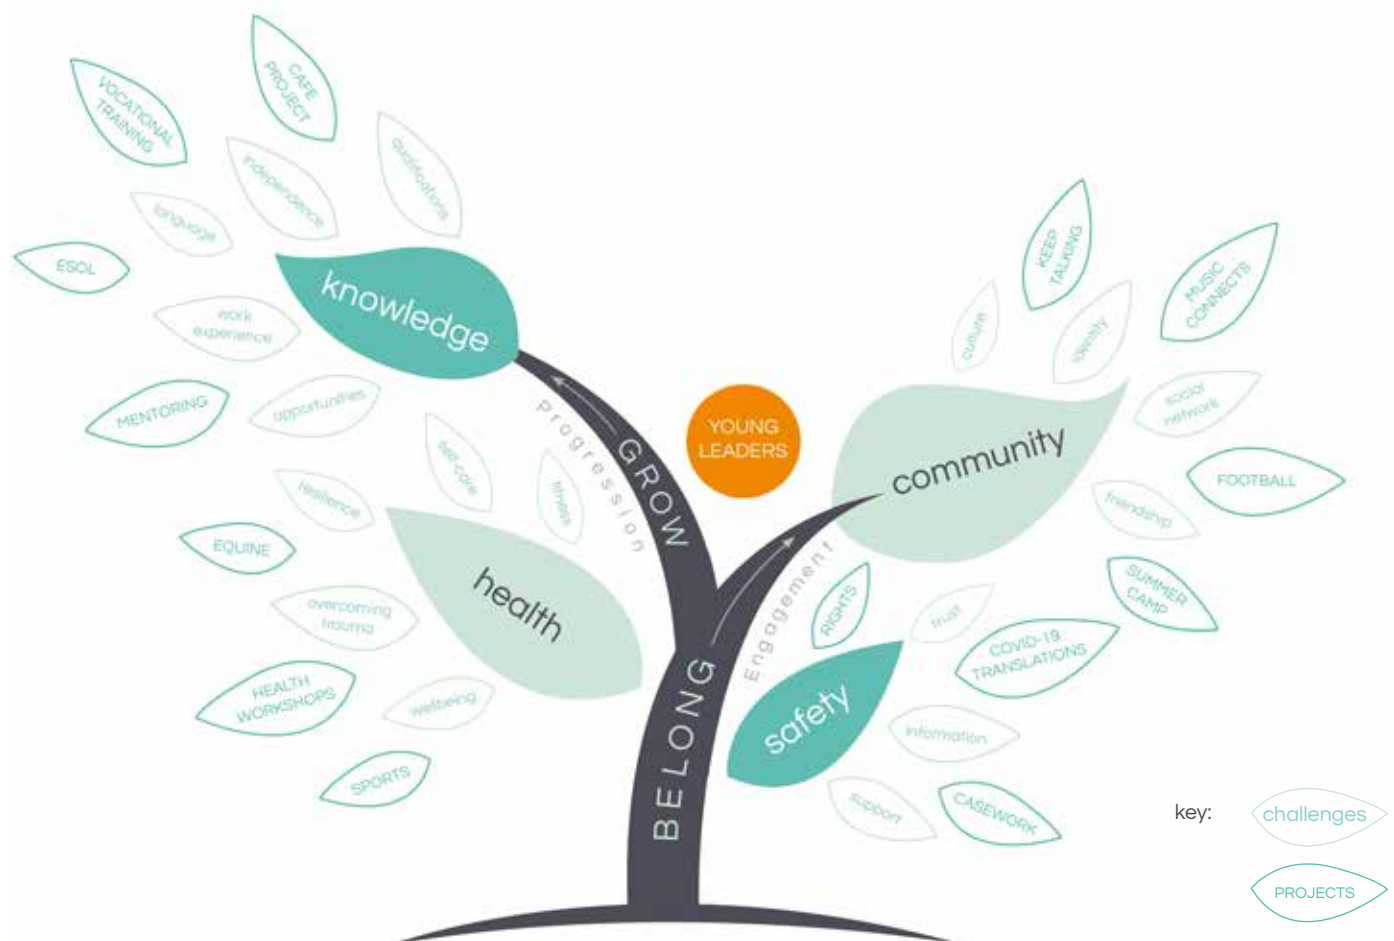 CAFE
PROJECT
VOCATIONAL
TRAINING
qualifications
independence
language
ESOL
knowledge
work
experience
MENTORING
opportunities
self-care
fitness
resilience
EQUINE
health
overcoming
trauma
HEALTH
WORKSHOPS
wellbeing
SPORTS
Progression
GROW
BELONG
YOUNG
LEADERS
Engagement
KEEP
TALKING
MUSIC
CONNECTS
culture
identity
social
network
community
FOOTBALL
friendship
SUMMER
CAMP
RIGHTS
trust
COVID-19
TRANSLATIONS
safety
information
support
CASEWORK
key:
challenges
PROJECTS